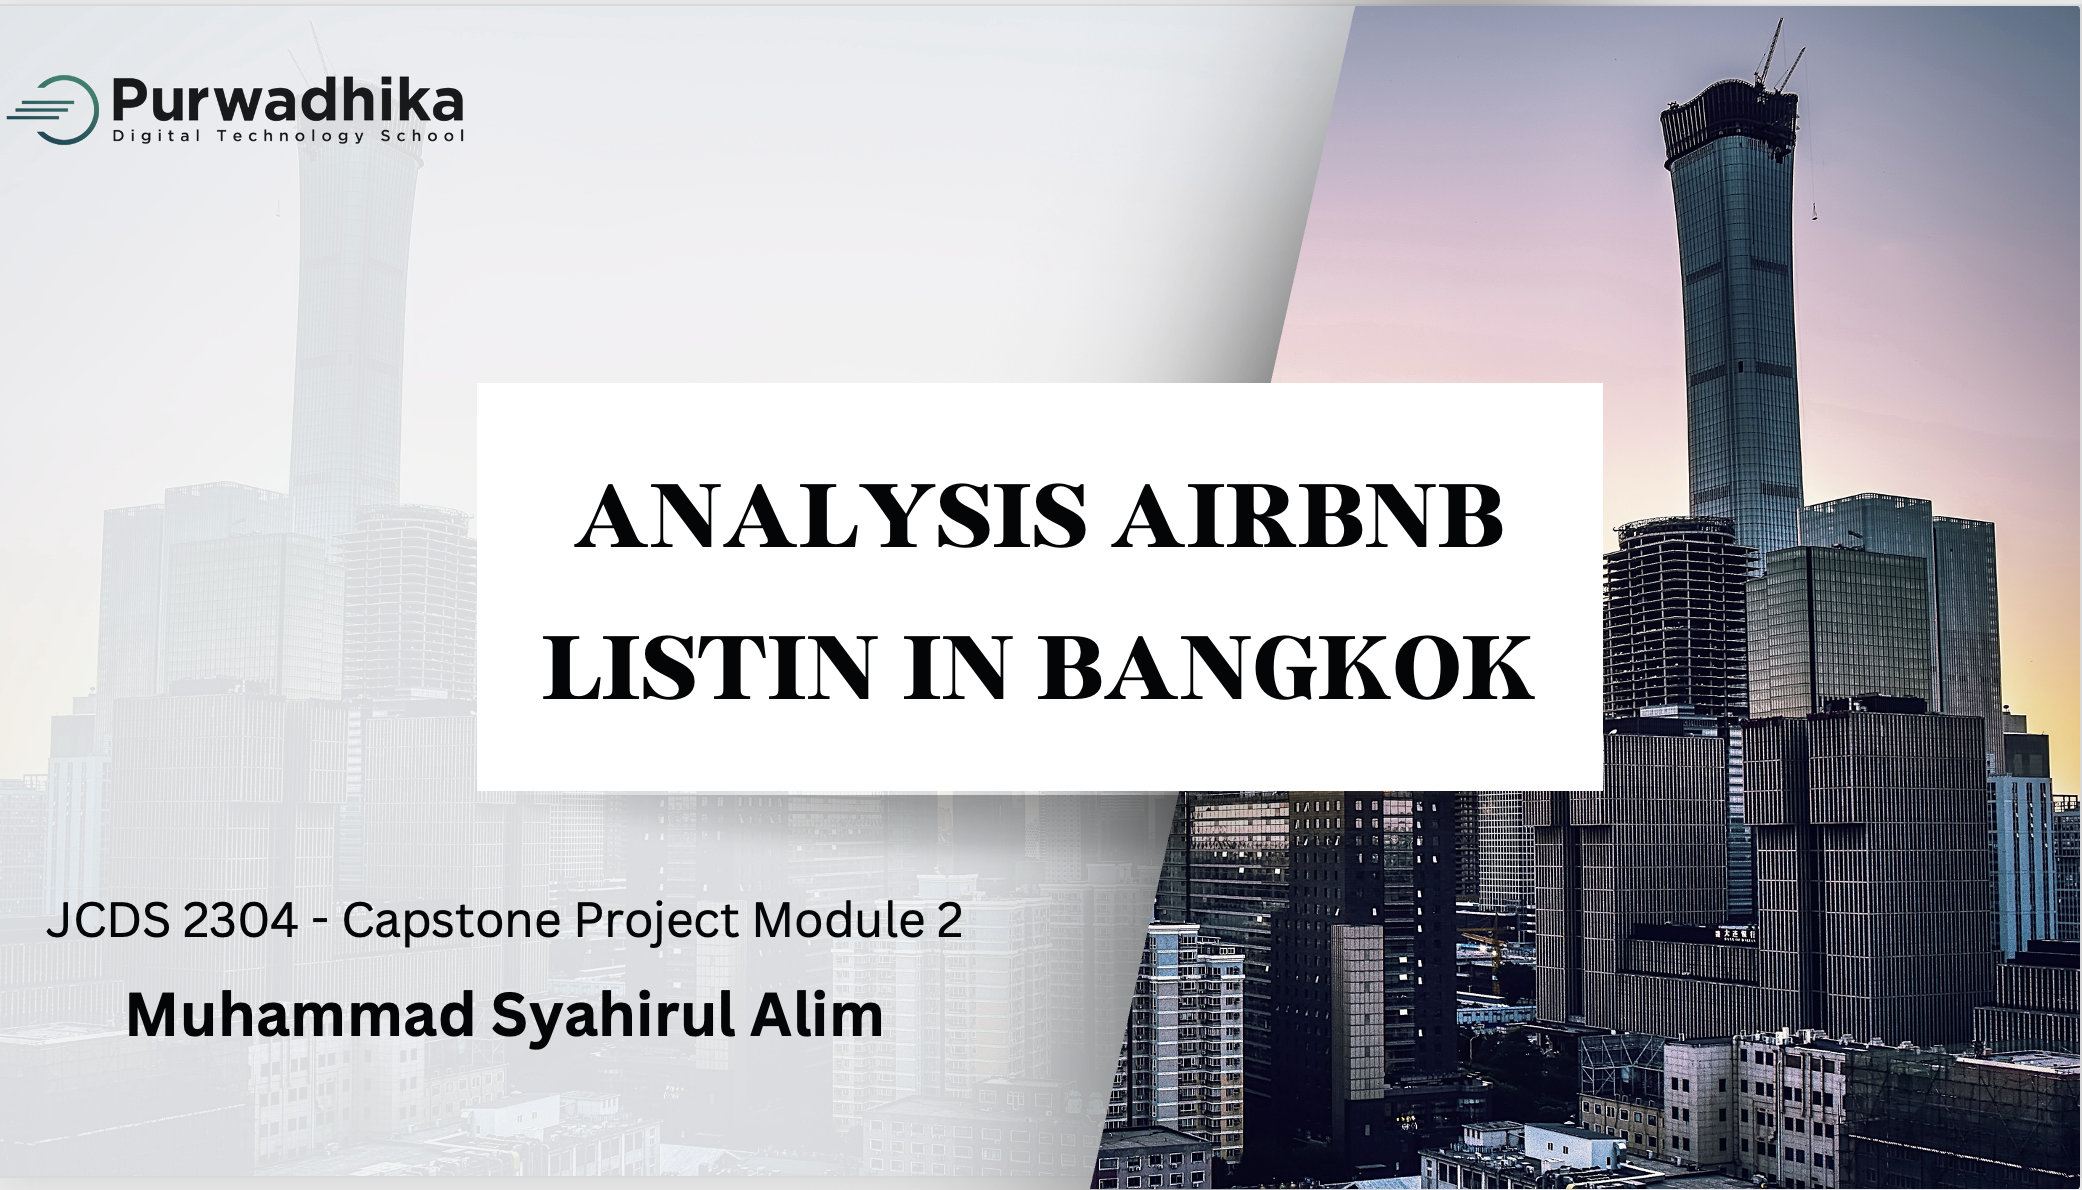 Purwadhika
Digital Technology School
ANALYSIS AIRBNB
LISTIN IN BANGKOK
JCDS 2304 - Capstone Project Module 2
Muhammad Syahirul Alim